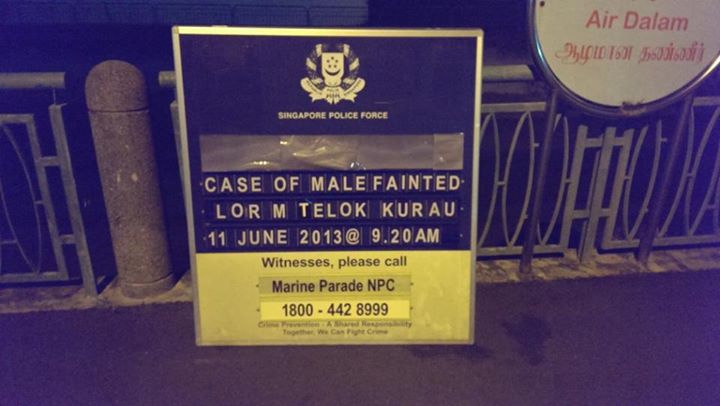 SINGAPORE POLICE FORCE
CASE OF MALE FAINTED
LOR M TELOK KURAU
11 JUNE 2013@ 9.20AM
Witnesses, please call
Marine Parade NPC
1800 - 442 8999
Crime Prevention - A Shared Responsibility
Together, We Can Fight Crime
Air Dalam
ஆழமான தண்ணீர்